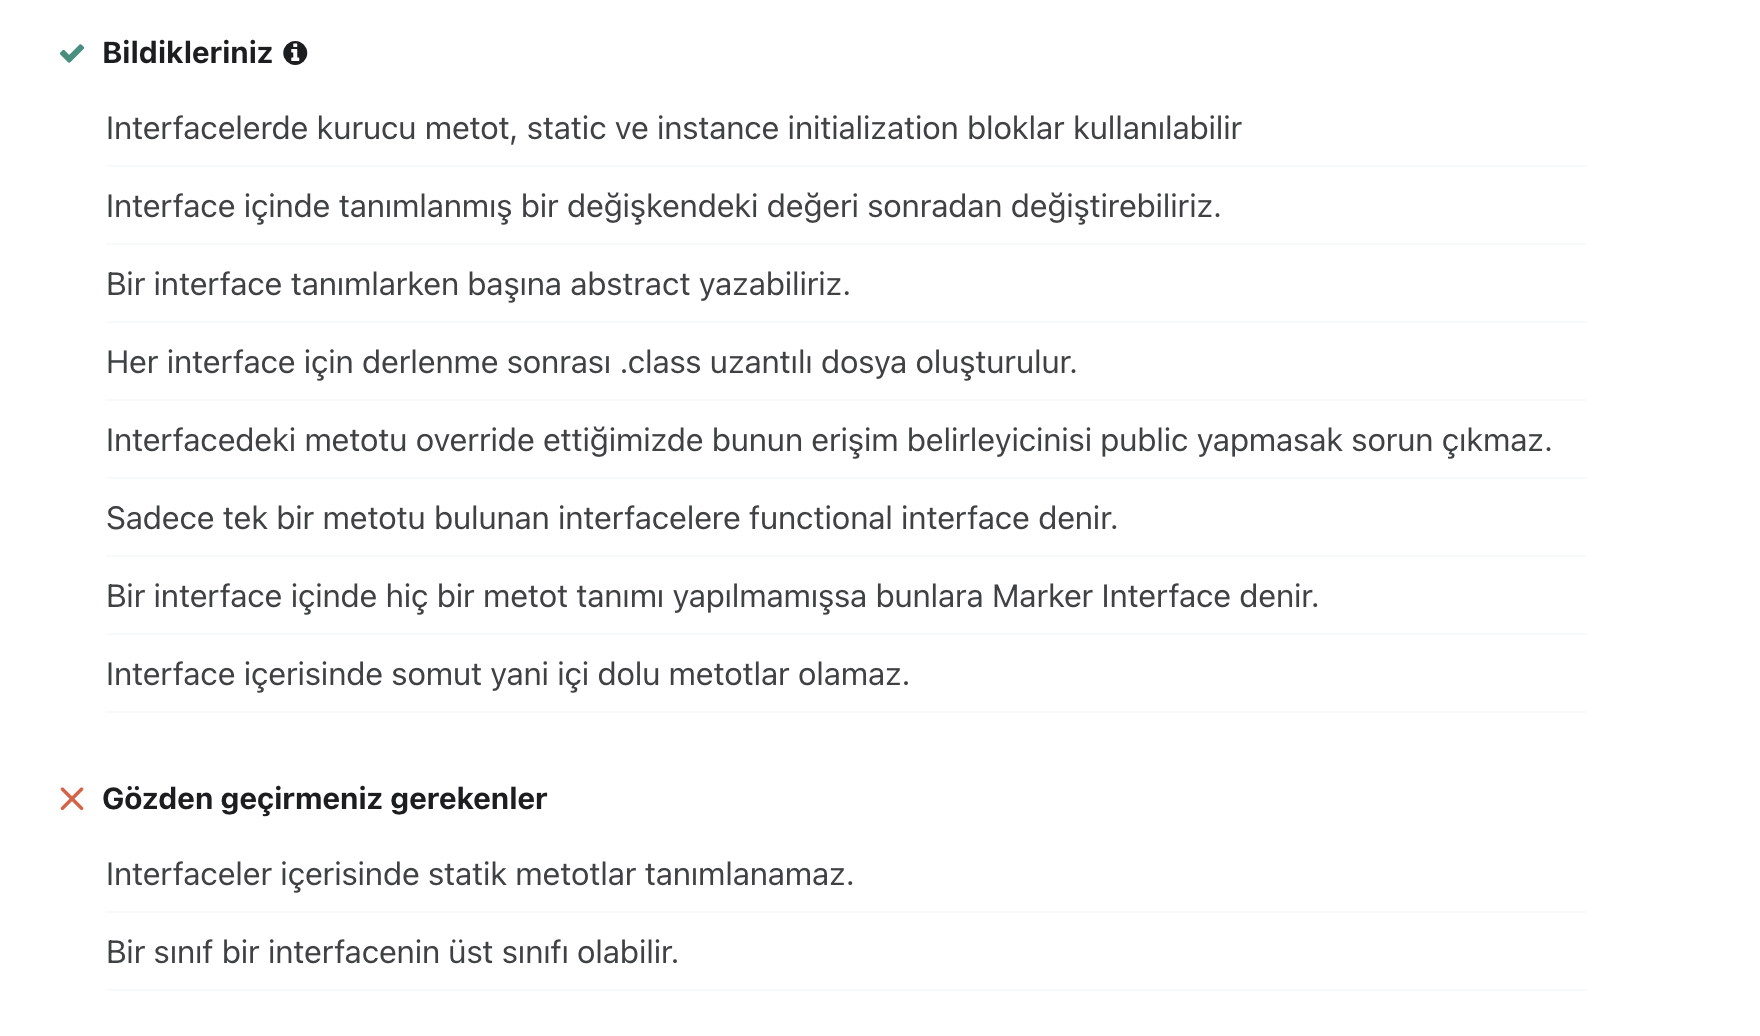 Bildikleriniz
Interfacelerde kurucu metot, static ve instance initialization bloklar kullanılabilir
Interface içinde tanımlanmış bir değişkendeki değeri sonradan değiştirebiliriz.
Bir interface tanımlarken başına abstract yazabiliriz.
Her interface için derlenme sonrası .class uzantılı dosya oluşturulur.
Interfacedeki metotu override ettiğimizde bunun erişim belirleyicinisi public yapmasak sorun çıkmaz.
Sadece tek bir metotu bulunan interfacelere functional interface denir.
Bir interface içinde hiç bir metot tanımı yapılmamışsa bunlara Marker Interface denir.
Interface içerisinde somut yani içi dolu metotlar olamaz.
Gözden geçirmeniz gerekenler
Interfaceler içerisinde statik metotlar tanımlanamaz.
Bir sınıf bir interfacenin üst sınıfı olabilir.